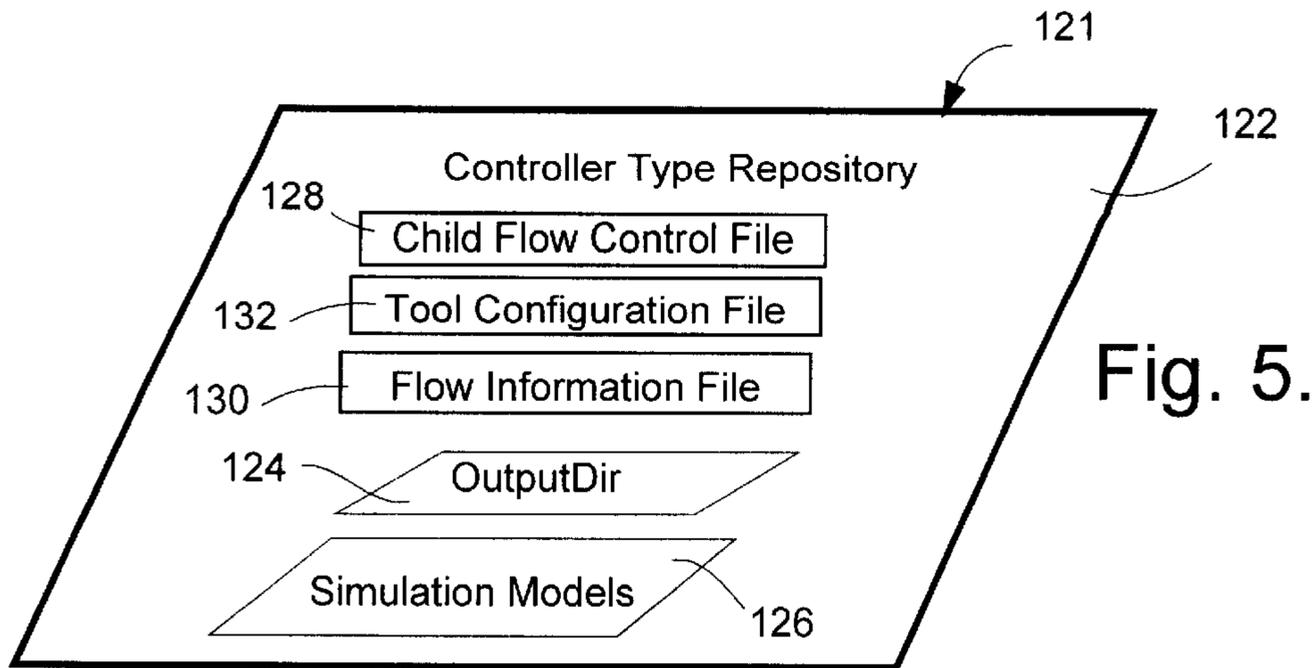 121
122
Controller Type Repository
128
Child Flow Control File
132
Tool Configuration File
Fig. 5.
130
Flow Information File
124
OutputDir
Simulation Models
126